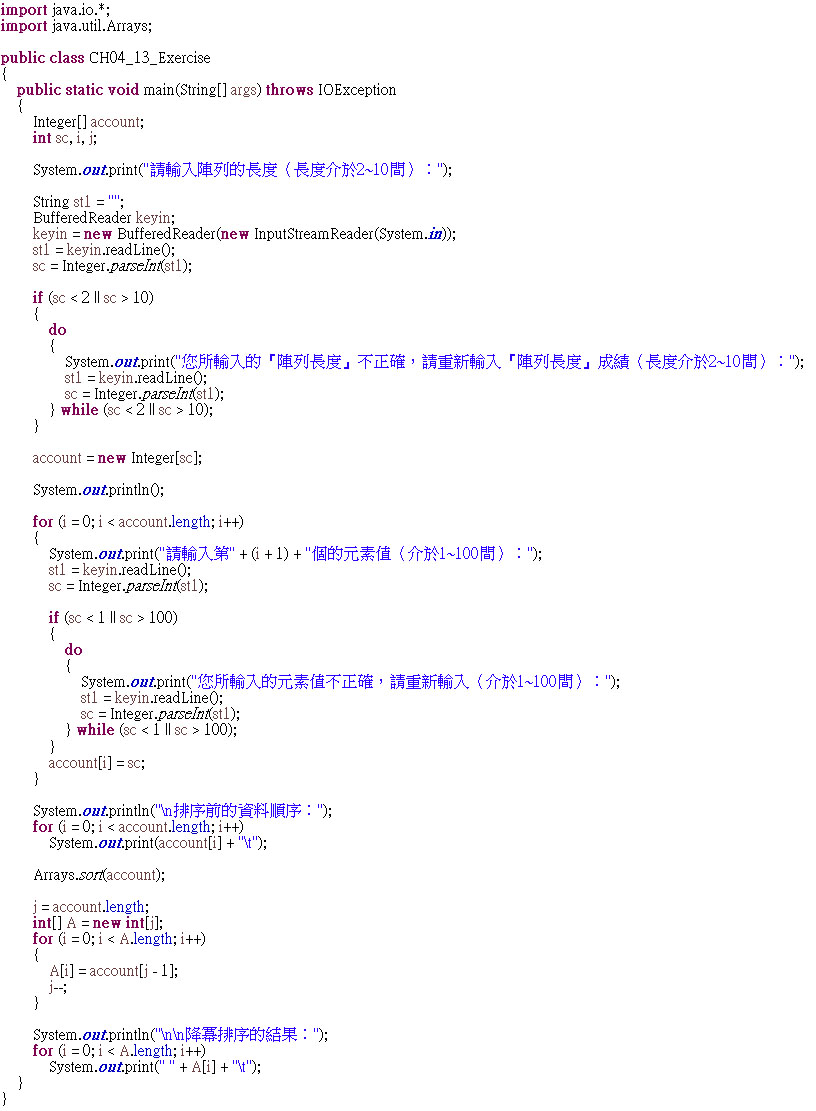 import java.io.*;
import java.util.Arrays;
public class CH04_13_Exercise
{
public static void main(String[] args) throws IOException
{
Integer[] account;
int sc, i, j;
System.out.print("請輸入陣列的長度（長度介於2~10間）：");
String st1 = "";
BufferedReader keyin;
keyin = new BufferedReader(new InputStreamReader(System.in));
st1 = keyin.readLine();
sc = Integer.parseInt(st1);
if (sc < 2 || sc > 10)
{
do
{
System.out.print("您所輸入的『陣列長度』不正確，請重新輸入『陣列長度』成績（長度介於2~10間）：");
st1 = keyin.readLine();
sc = Integer.parseInt(st1);
} while (sc < 2 || sc > 10);
}
account = new Integer[sc];
System.out.println();
for (i = 0; i < account.length; i++)
{
System.out.print("請輸入第" + (i + 1) + "個的元素值（介於1~100間）：");
st1 = keyin.readLine();
sc = Integer.parseInt(st1);
if (sc < 1 || sc > 100)
{
do
{
System.out.print("您所輸入的元素值不正確，請重新輸入（介於1~100間）：");
st1 = keyin.readLine();
sc = Integer.parseInt(st1);
} while (sc < 1 || sc > 100);
}
account[i] = sc;
}
System.out.println("\n排序前的資料順序：");
for (i = 0; i < account.length; i++)
System.out.print(account[i] + "\t");
Arrays.sort(account);
j = account.length;
int[] A = new int[j];
for (i = 0; i < A.length; i++)
{
A[i] = account[j - 1];
j--;
}
System.out.println("\n\n降冪排序的結果：");
for (i = 0; i < A.length; i++)
System.out.print(" " + A[i] + "\t");
}
}